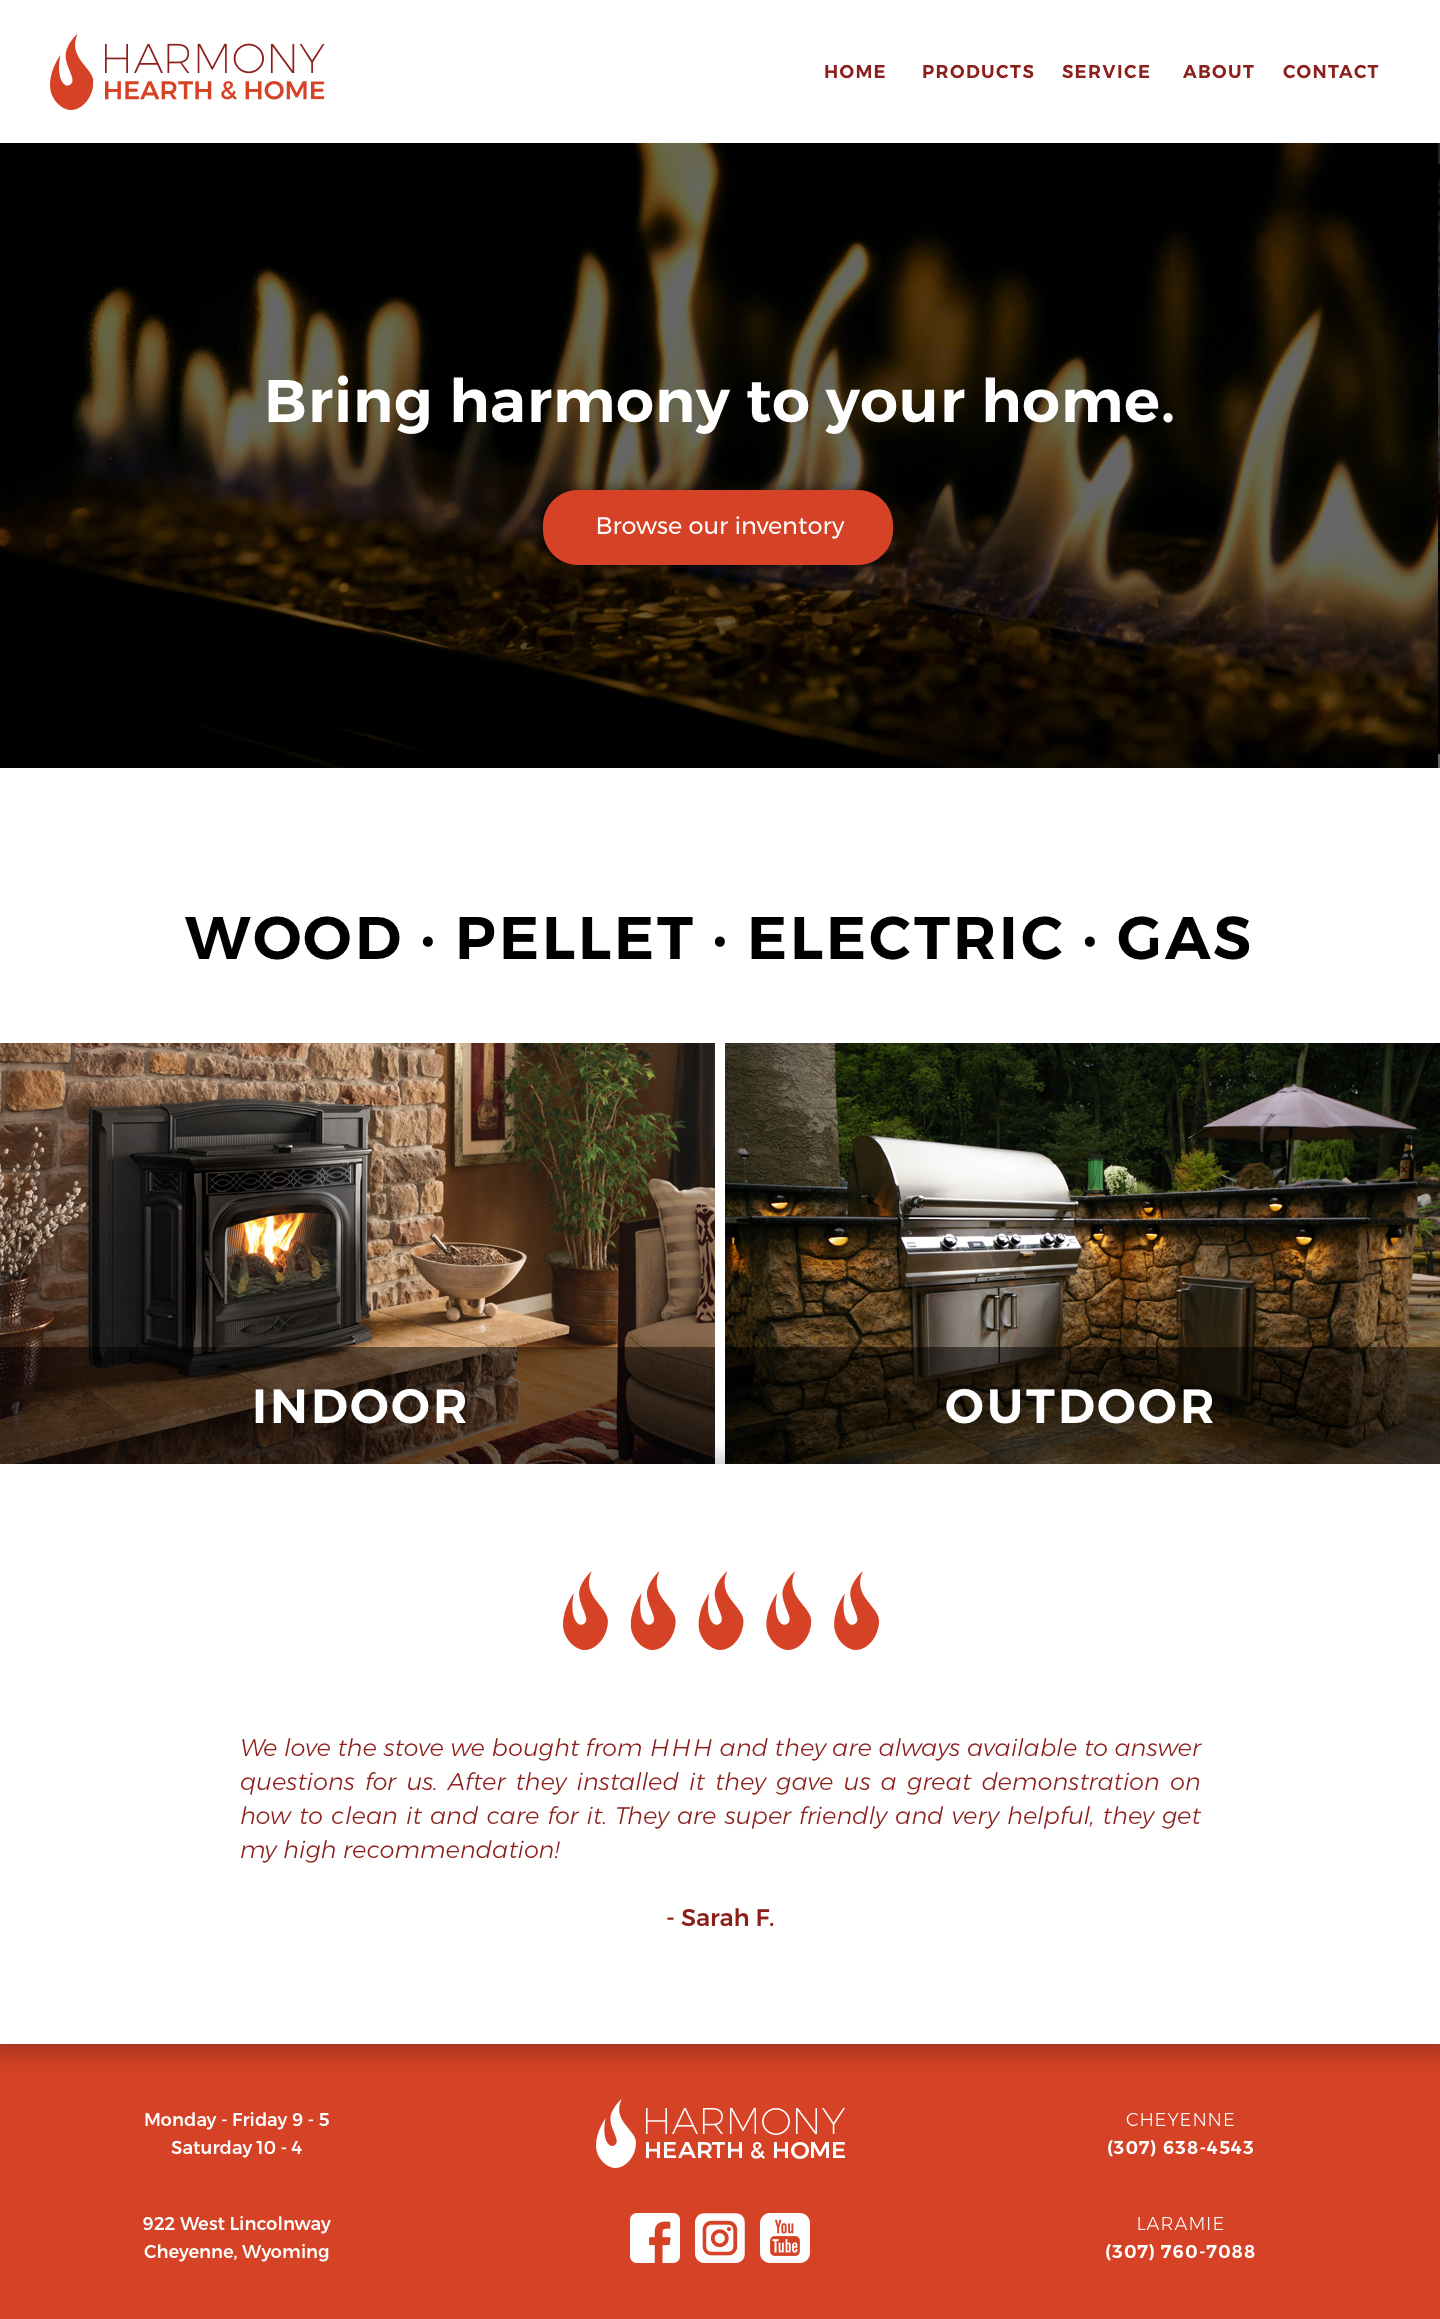 HARMONY
HEARTH & HOME
HOME PRODUCTS SERVICE ABOUT CONTACT
Bring harmony to your home.
Browse our inventory
WOOD · PELLET · ELECTRIC · GAS
INDOOR
OUTDOOR
We love the stove we bought from HHH and they are always available to answer
questions for us. After they installed it they gave us a great demonstration on
how to clean it and care for it. They are super friendly and very helpful, they get
my high recommendation!
- Sarah F.
Monday - Friday 9 - 5
Saturday 10 - 4
922 West Lincolnway
Cheyenne, Wyoming
HARMONY
HEARTH & HOME
You
Tube
CHEYENNE
(307) 638-4543
LARAMIE
(307) 760-7088